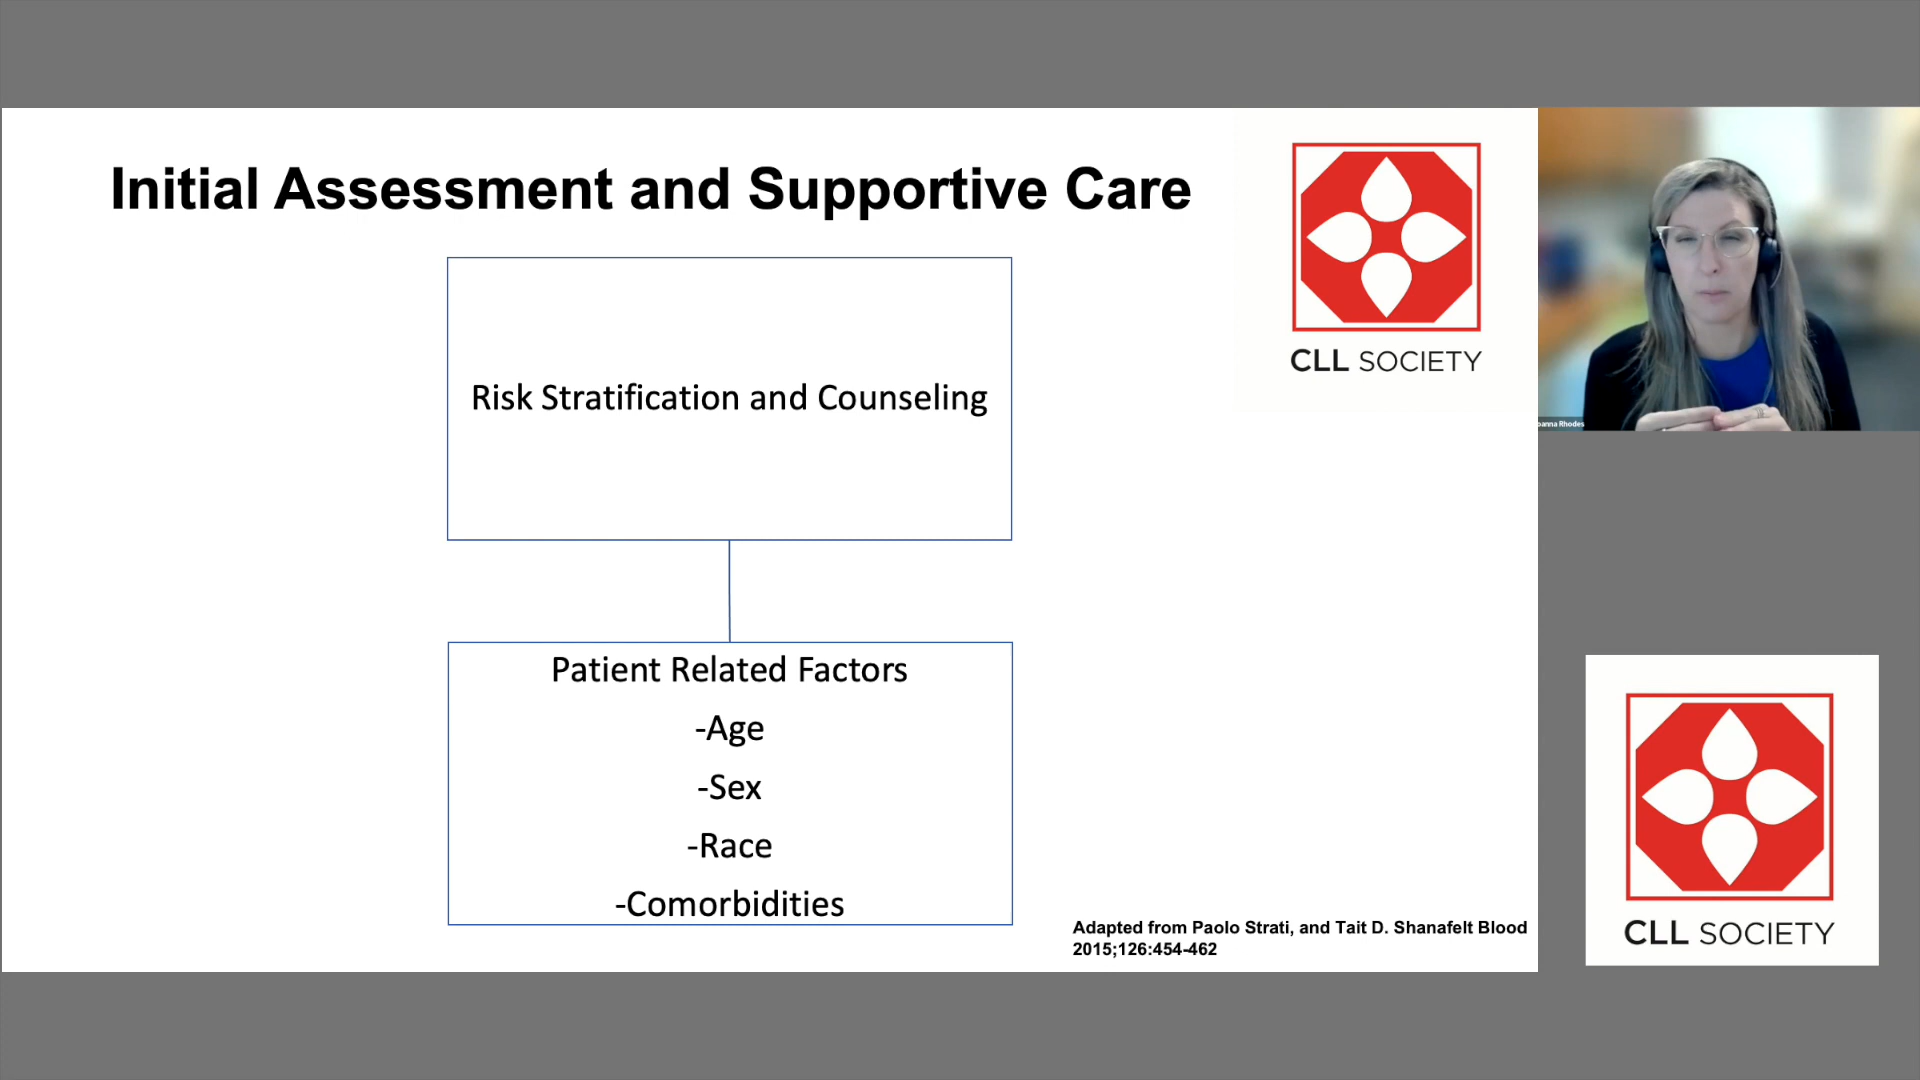 Initial Assessment and Supportive Care
Risk Stratification and Counseling
Patient Related Factors
-Age
-Sex
-Race
-Comorbidities
Adapted from Paolo Strati, and Tait D. Shanafelt Blood
2015;126:454-462
CLL SOCIETY
Rhodes
CLL SOCIETY